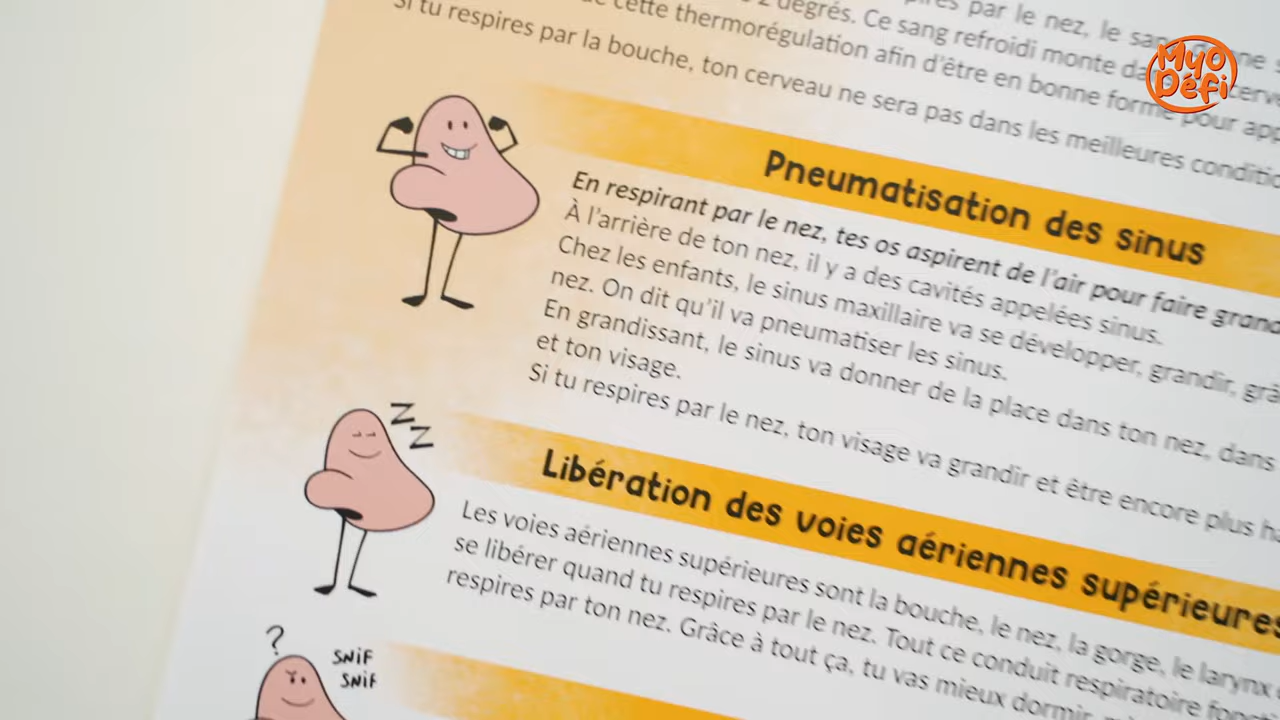 par le nez, le
degrés. Ce sang refroidi monte
cette thermorégulation afin d'être en bonne forme pour
Si tu respires par la bouche, ton cerveau ne sera pas dans les meilleures
Myo
Défi
Pneumatisation des sinus
En respirant par le nez, tes os aspirent de l'air pour faire
À l'arrière de ton nez, il y a des cavités appelées sinus.
Chez les enfants, le sinus maxillaire va se développer, grandir,
nez. On dit qu'il va pneumatiser les sinus.
En grandissant, le sinus va donner de la place dans ton nez, dans
et ton visage.
Si tu respires par le nez, ton visage va grandir et être encore plus
Z
Z
Libération des voies aériennes supérieures
Les voies aériennes supérieures sont la bouche, le nez, la gorge, le larynx
se libérer quand tu respires par le nez. Tout ce conduit respiratoire
respires par ton nez. Grâce à tout ça, tu vas mieux dormir
?
SNIF
SNIF